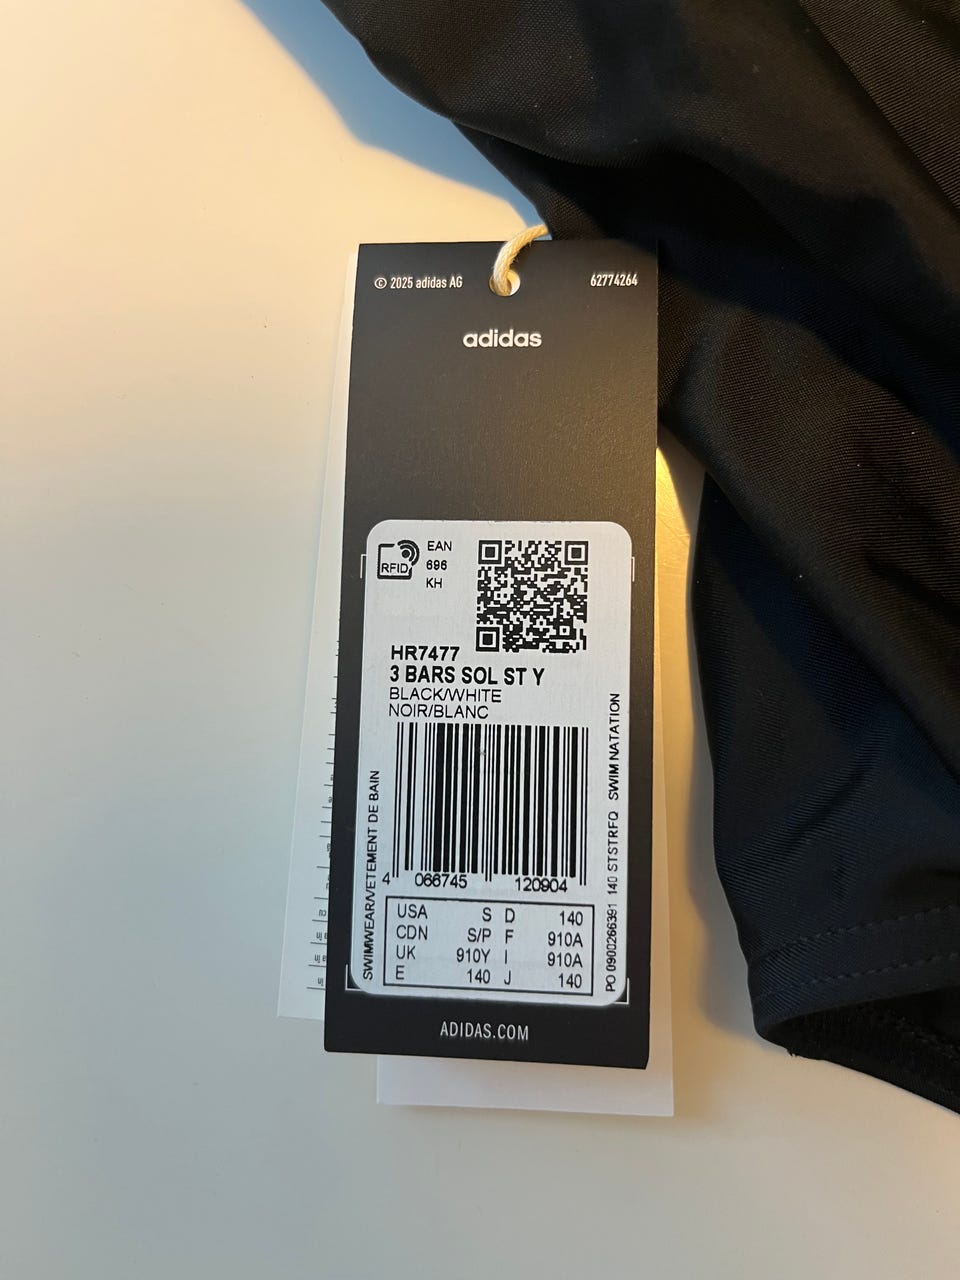 © 2025 adidas AG
62774264
adidas
RFID
EAN
696
KH
HR7477
3 BARS SOL ST Y
BLACK/WHITE
NOIR/BLANC
SWIMWEAR/VETEMENT DE BAIN
PO 0900266391 140 STSTRFQ SWIM NATATION
4 066745 120904
USA S D 140
CDN S/P F 910A
UK 910Y I 910A
E 140 J 140
ADIDAS.COM